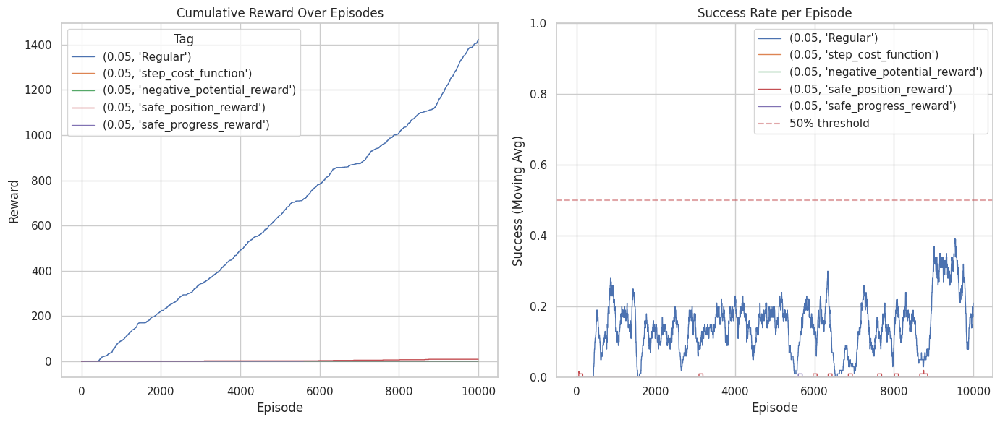 Cumulative Reward Over Episodes
Tag
(0.05, 'Regular')
(0.05, 'step_cost_function')
(0.05, 'negative_potential_reward')
(0.05, 'safe_position_reward')
(0.05, 'safe_progress_reward')
Reward
1400
1200
1000
800
600
400
200
0
0 2000 4000 6000 8000 10000
Episode
Success Rate per Episode
(0.05, 'Regular')
(0.05, 'step_cost_function')
(0.05, 'negative_potential_reward')
(0.05, 'safe_position_reward')
(0.05, 'safe_progress_reward')
50% threshold
Success (Moving Avg)
1.0
0.8
0.6
0.4
0.2
0.0
0 2000 4000 6000 8000 10000
Episode